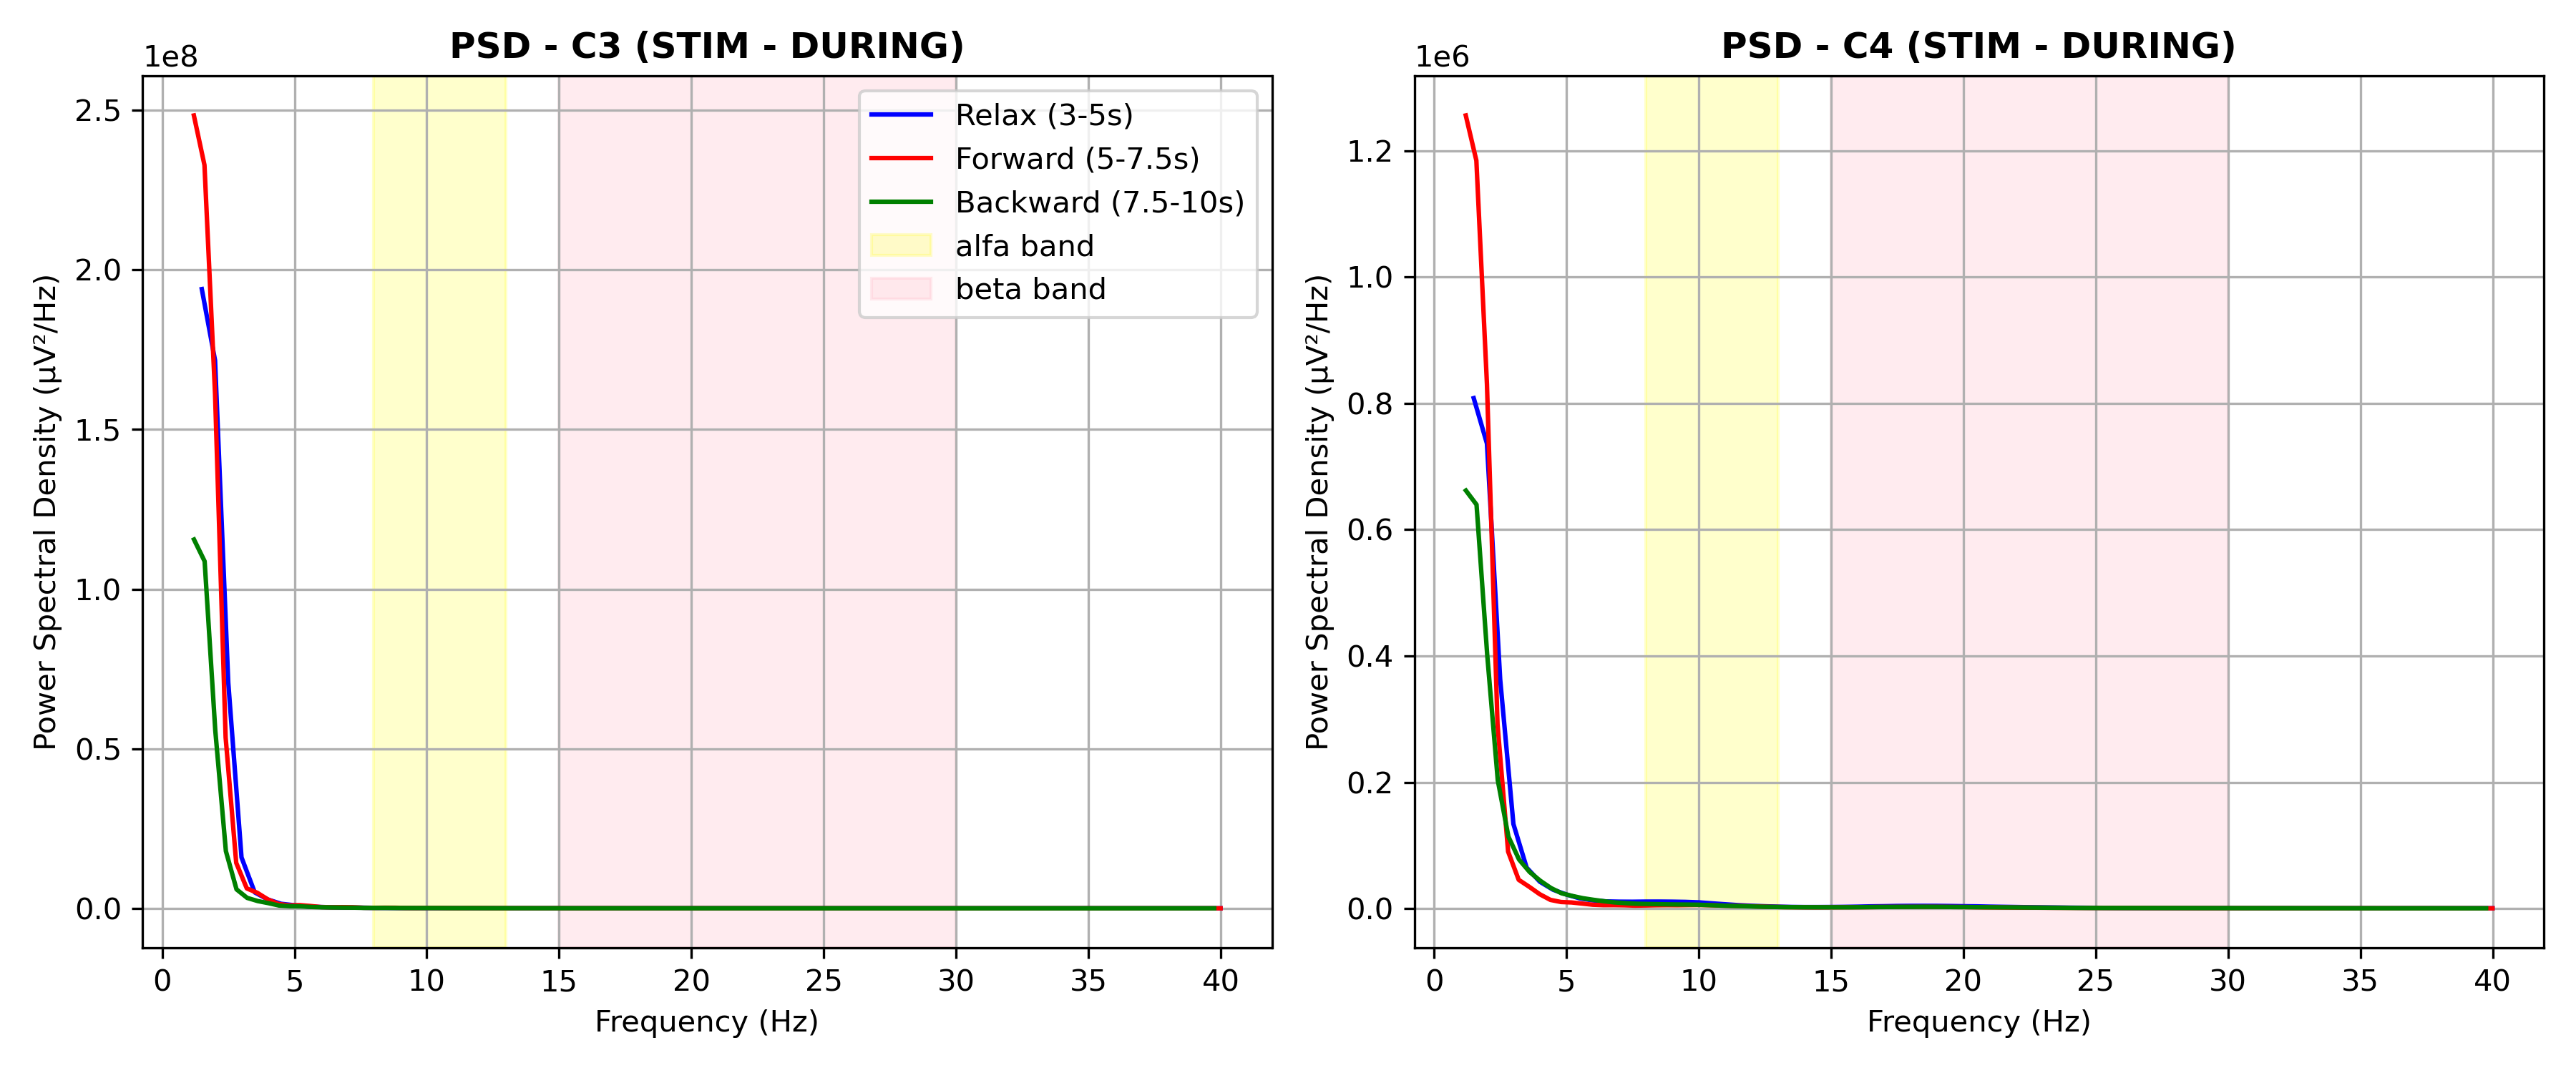 PSD - C3 (STIM - DURING)
1e8
2.5
2.0
1.5
1.0
0.5
0.0
Power Spectral Density (µV²/Hz)
0 5 10 15 20 25 30 35 40
Frequency (Hz)
Relax (3-5s)
Forward (5-7.5s)
Backward (7.5-10s)
alfa band
beta band
PSD - C4 (STIM - DURING)
1e6
1.2
1.0
0.8
0.6
0.4
0.2
0.0
Power Spectral Density (µV²/Hz)
0 5 10 15 20 25 30 35 40
Frequency (Hz)